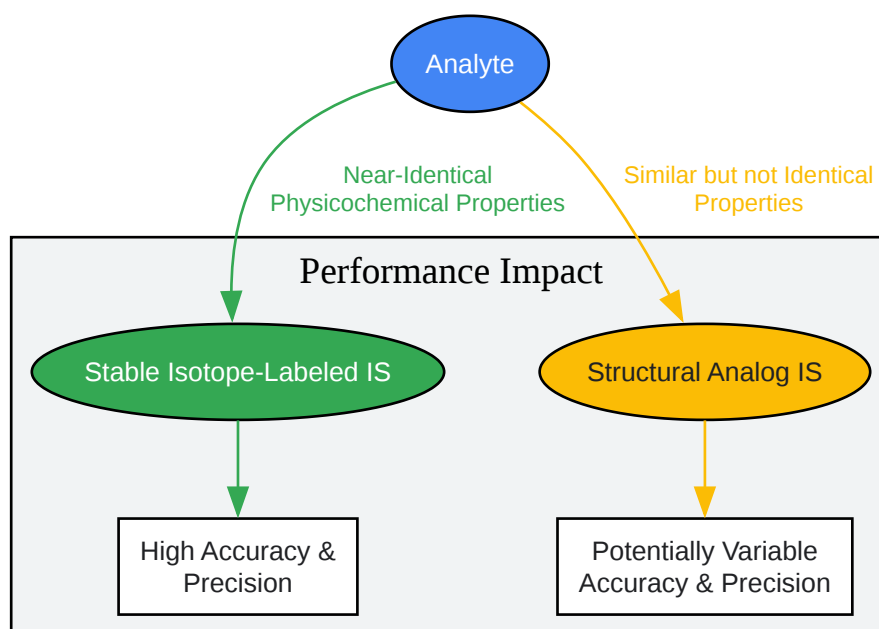 Analyte
Near-Identical
Physicochemical Properties
Similar but not Identical
Properties
Performance Impact
Stable Isotope-Labeled IS
Structural Analog IS
High Accuracy &
Precision
Potentially Variable
Accuracy & Precision